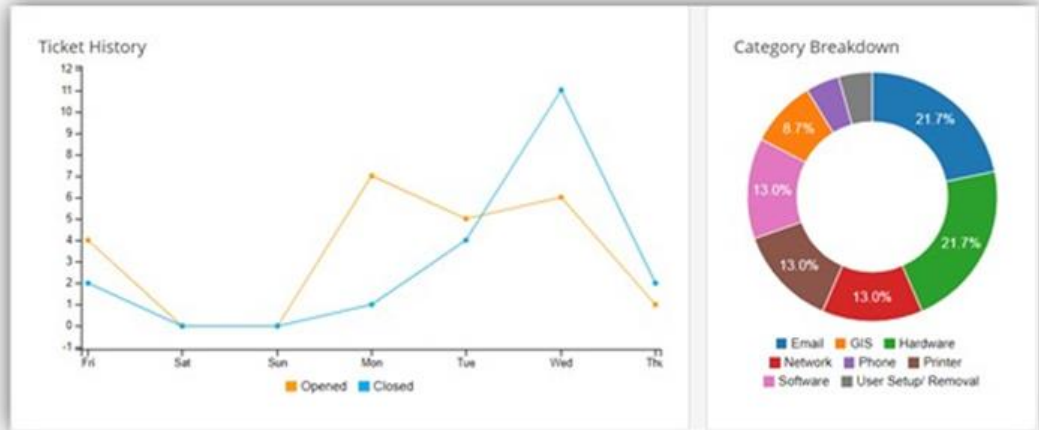 Ticket History
12
11
10
9
8
7
6
5
4
3
2
1
0
-1
Fri Sat Sun Mon Tue Wed Thu
Opened Closed
Category Breakdown
21.7%
21.7%
13.0%
13.0%
13.0%
8.7%
Email GIS Hardware
Network Phone Printer
Software User Setup/ Removal